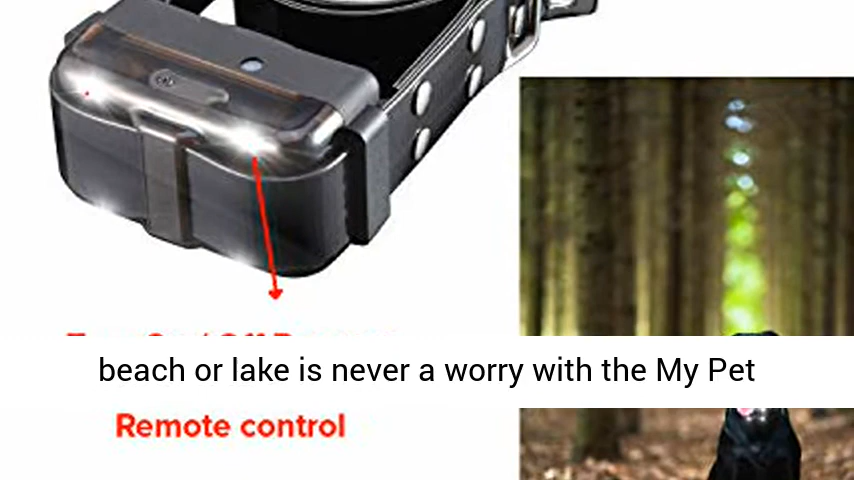 beach or lake is never a worry with the My Pet
Remote control